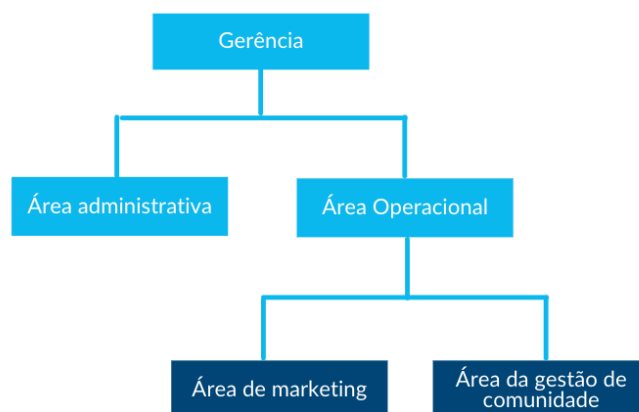 Gerência
Área administrativa
Área Operacional
Área de marketing
Área da gestão de
comunidade